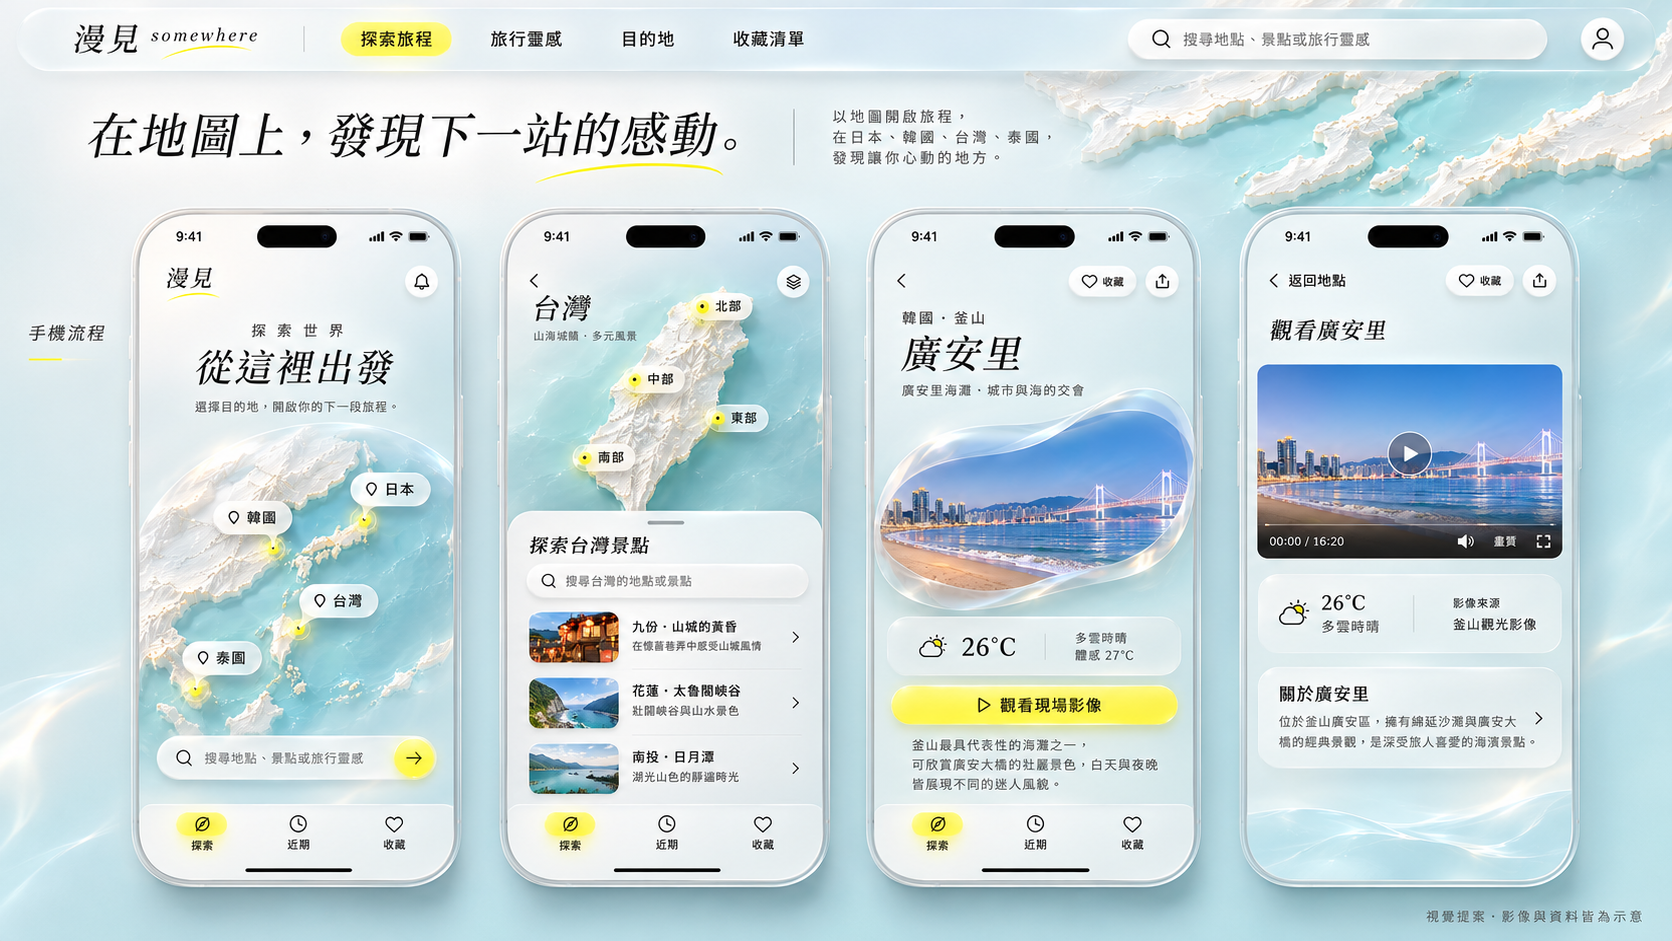 漫見 somewhere
探索旅程
旅行靈感
目的地
收藏清單
搜尋地點、景點或旅行靈感
在地圖上，發現下一站的感動。
以地圖開啟旅程，
在日本、韓國、台灣、泰國，
發現讓你心動的地方。
手機流程
9:41
漫見
探索世界
從這裡出發
選擇目的地，開啟你的下一段旅程。
日本
韓國
台灣
泰國
搜尋地點、景點或旅行靈感
探索
近期
收藏
9:41
台灣
山海城
・多元風景
北部
中部
東部
南部
探索台灣景點
搜尋台灣的地點或景點
九份・山城的黃昏
在懷舊巷弄中感受山城風情
花蓮・太魯閣峽谷
壯闊峽谷與山水景色
南投・日月潭
湖光山色的靜謐時光
探索
近期
收藏
9:41
收藏
韓國・釜山
廣安里
廣安里海灘・城市與海的交會
26°C
多雲時晴
體感 27°C
觀看現場影像
釜山最具代表性的海灘之一，
可欣賞廣安大橋的壯麗景色，白天與夜晚
皆展現不同的迷人風貌。
探索
近期
收藏
9:41
返回地點
收藏
觀看廣安里
00:00 / 16:20
畫質
26°C
多雲時晴
影像來源
釜山觀光影像
關於廣安里
位於釜山廣安區，擁有綿延沙灘與廣安大
橋的經典景觀，是深受旅人喜愛的海濱景點。
視覺提案・影像與資料皆為示意